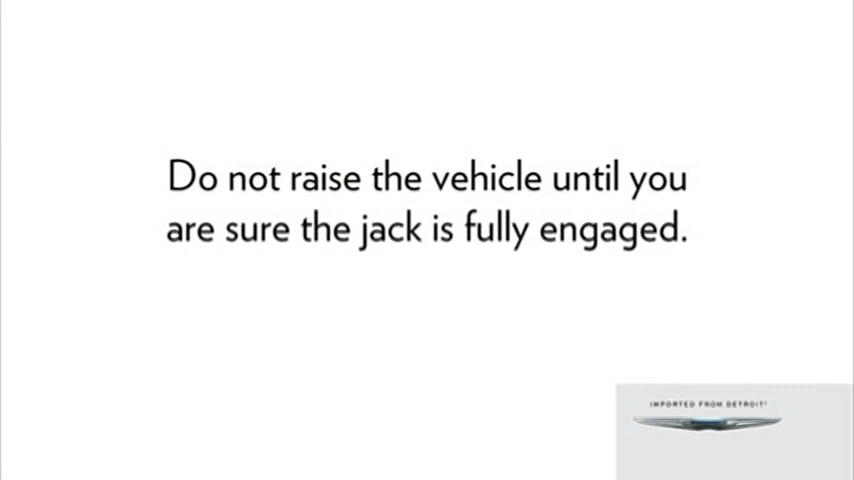 Do not raise the vehicle until you
are sure the jack is fully engaged.
IMPORTED FROM DETROIT